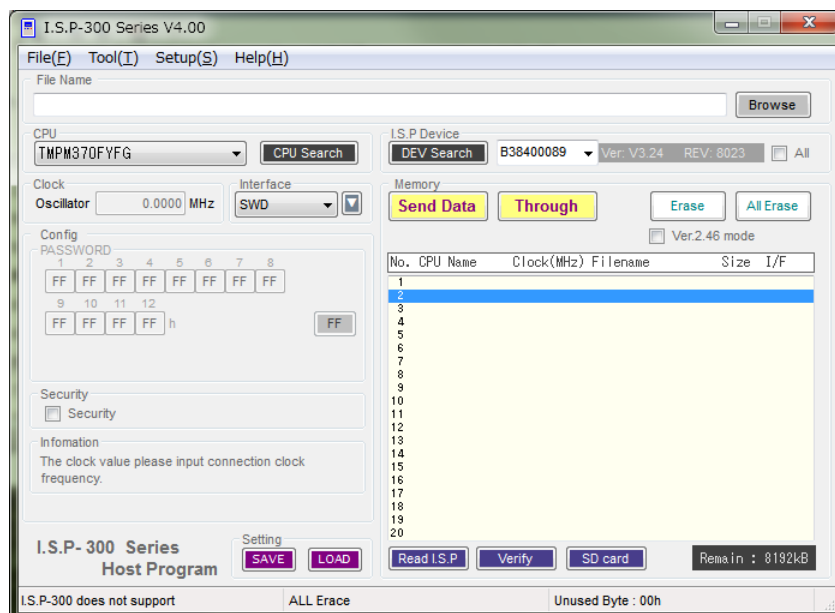 I.S.P-300 Series V4.00
File(F) Tool(T) Setup(S) Help(H)
File Name
Browse
CPU
TMPM370FYFG
CPU Search
I.S.P Device
DEV Search
B38400089
Ver: V3.24 REV: 8023
All
Clock
Oscillator 0.0000 MHz
Interface
SWD
Memory
Send Data Through Erase All Erase
Ver.2.46 mode
Config
PASSWORD
1 2 3 4 5 6 7 8
FF FF FF FF FF FF FF FF
9 10 11 12
FF FF FF FF h FF
Security
Security
Infomation
The clock value please input connection clock
frequency.
No. CPU Name Clock(MHz) Filename Size I/F
1
2
3
4
5
6
7
8
9
10
11
12
13
14
15
16
17
18
19
20
I.S.P- 300 Series
Host Program
Setting
SAVE LOAD
Read I.S.P Verify SD card Remain : 8192kB
I.S.P-300 does not support ALL Erace Unused Byte : 00h